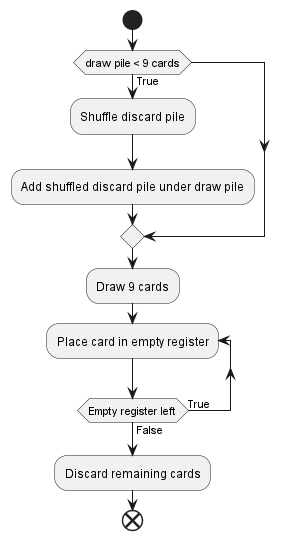 draw pile < 9 cards
True
Shuffle discard pile
Add shuffled discard pile under draw pile
Draw 9 cards
Place card in empty register
Empty register left
True
False
Discard remaining cards